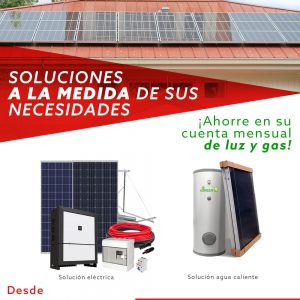 SOLUCIONES
A LA MEDIDA DE SUS
NECESIDADES
¡Ahorre en su
cuenta mensual
de luz y gas!
Solución eléctrica
Solución agua caliente
Desde